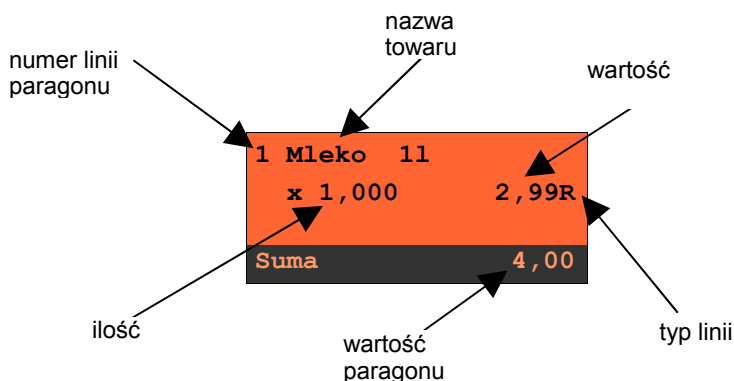 nazwa
towaru
numer linii
paragonu
wartość
1 Mleko 1l
x 1,000 2,99R
Suma 4,00
ilość
wartość
paragonu
typ linii